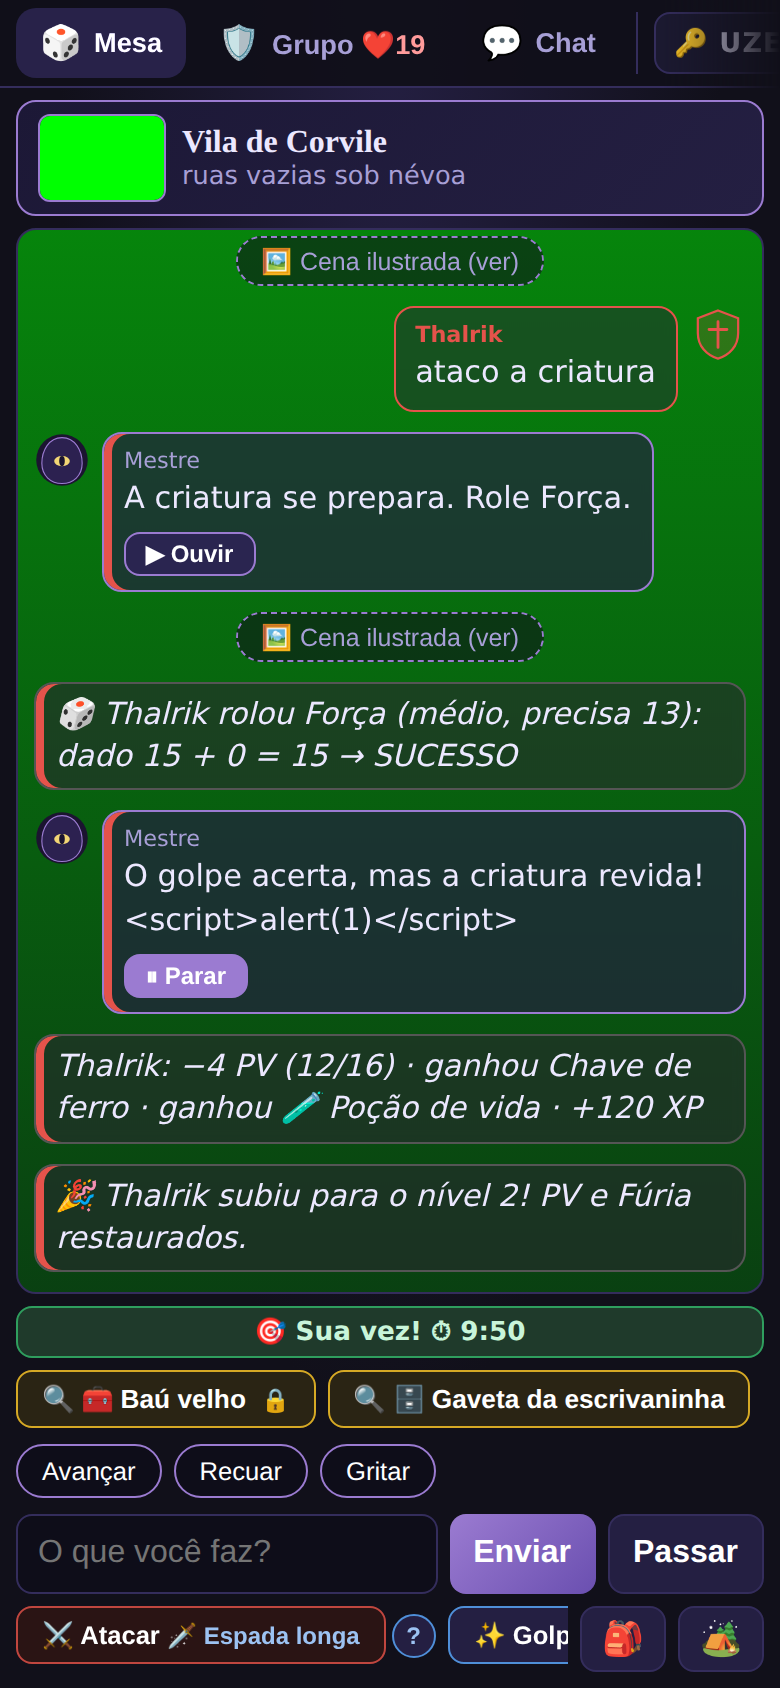 🎲 Mesa 🛡️ Grupo ❤️19 💬 Chat 🔑 UZE
Vila de Corvile
ruas vazias sob névoa
🖼️ Cena ilustrada (ver)
Thalrik
ataco a criatura
Mestre
A criatura se prepara. Role Força.
▶ Ouvir
🖼️ Cena ilustrada (ver)
🎲 Thalrik rolou Força (médio, precisa 13):
dado 15 + 0 = 15 → SUCESSO
Mestre
O golpe acerta, mas a criatura revida!
<script>alert(1)</script>
⏸ Parar
Thalrik: −4 PV (12/16) · ganhou Chave de
ferro · ganhou 🧪 Poção de vida · +120 XP
🎉 Thalrik subiu para o nível 2! PV e Fúria
restaurados.
🎯 Sua vez! ⏱ 9:50
🔍 🧰 Baú velho 🔒 🔍 🗄️ Gaveta da escrivaninha
Avançar Recuar Gritar
O que você faz? Enviar Passar
⚔️ Atacar 🗡️ Espada longa ? ✨ Golp 🎒 🏕️